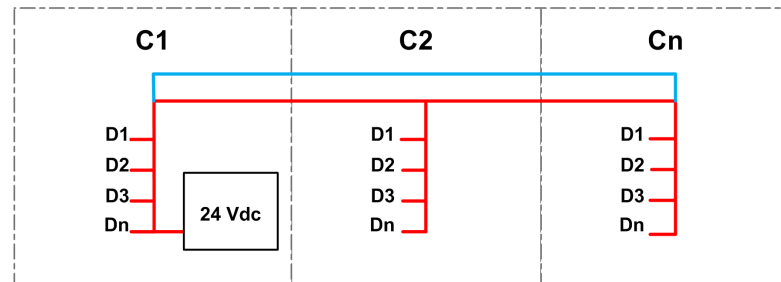 C1 C2 Cn
D1 D1 D1
D2 D2 D2
D3 D3 D3
24 Vdc
Dn Dn Dn